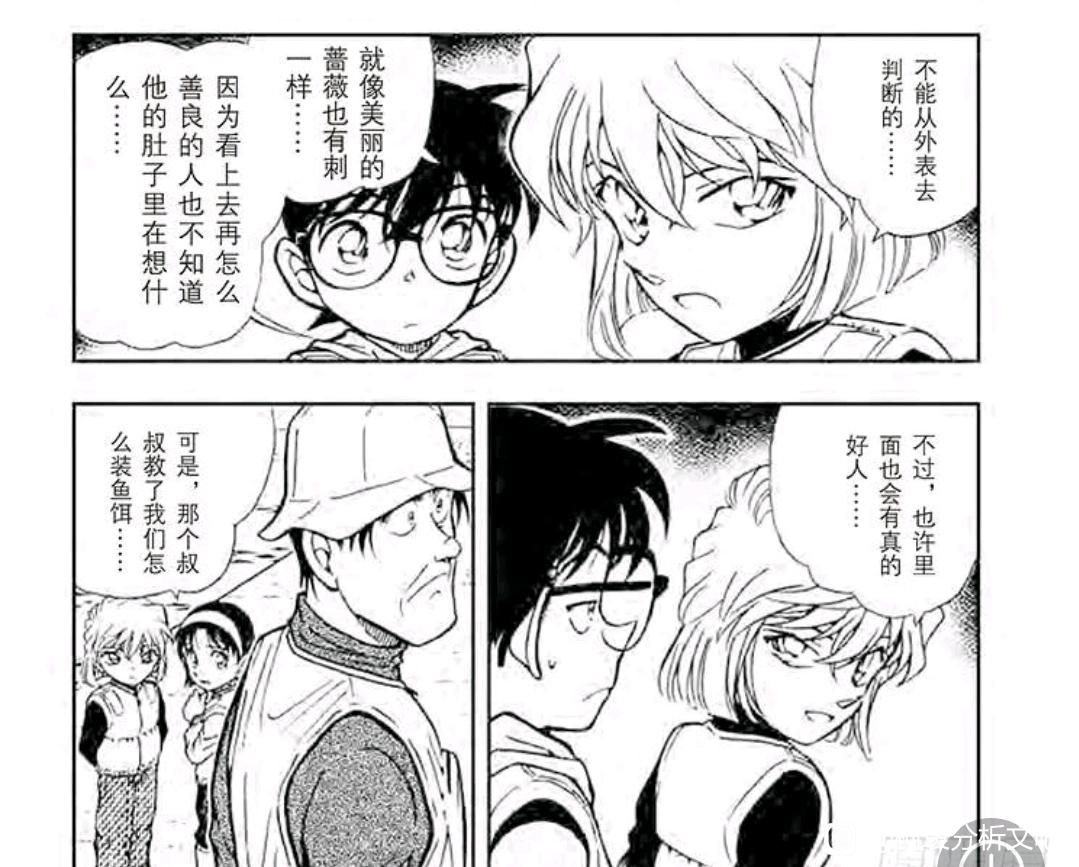 不能从外表去
判断的……
就像美丽的
蔷薇也有刺
一样……
因为看上去再怎么
善良的人也不知道
他的肚子里在想什
么……
不过，也许里
面也会有真的
好人……
可是，那个叔
叔教了我们怎
么装鱼饵……
分析文